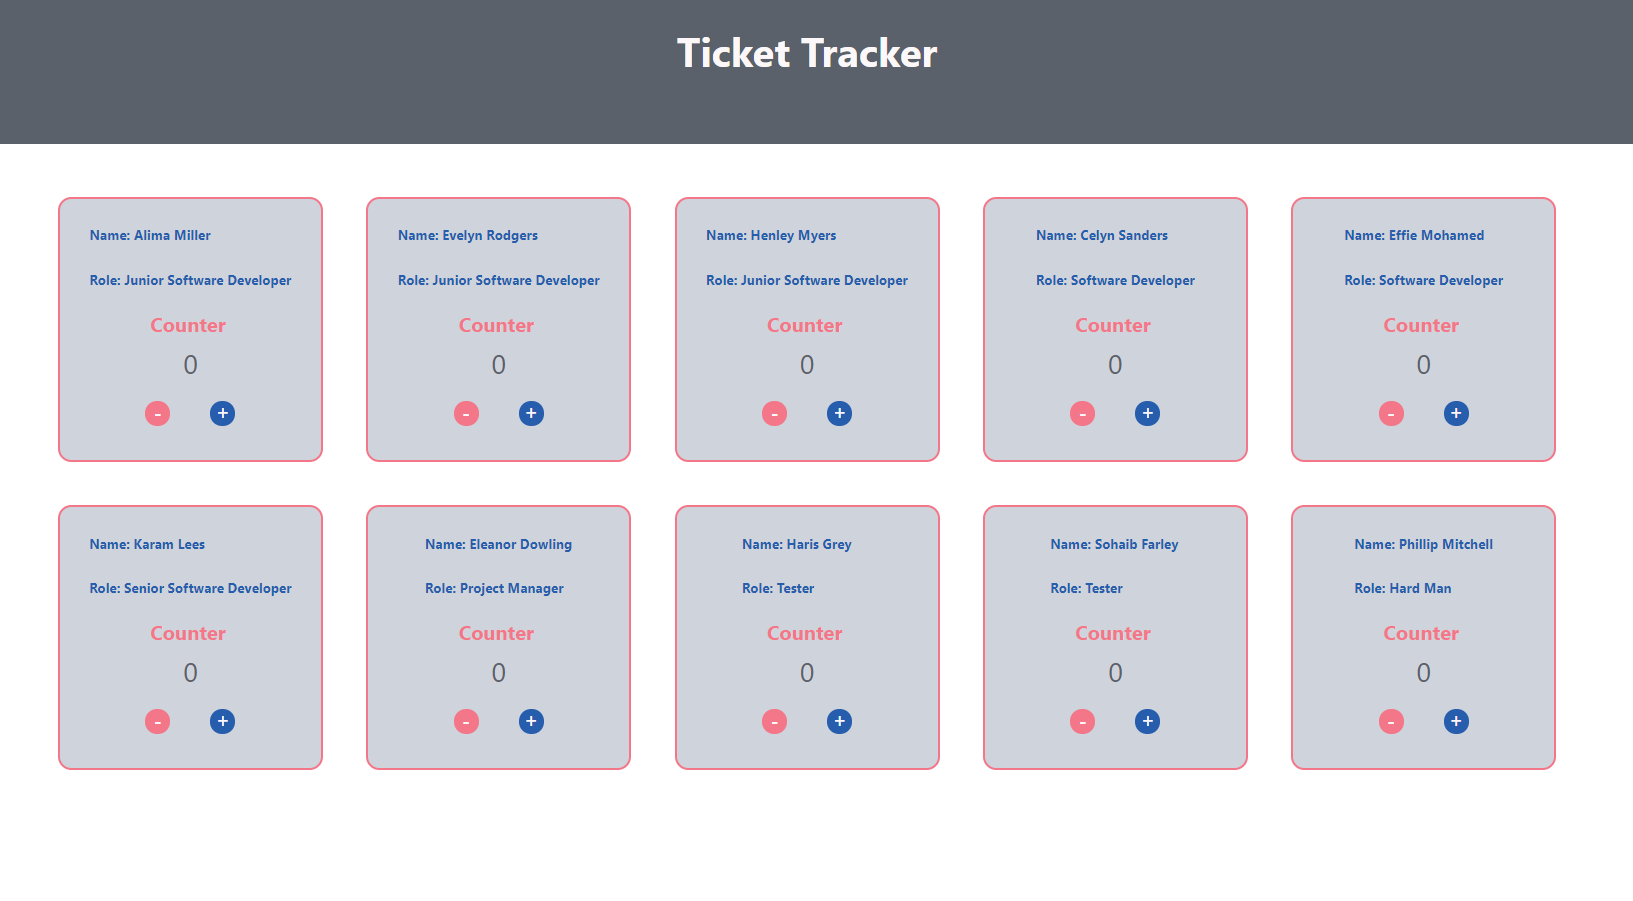 Ticket Tracker
Name: Alima Miller
Role: Junior Software Developer
Counter
0
- +
Name: Evelyn Rodgers
Role: Junior Software Developer
Counter
0
- +
Name: Henley Myers
Role: Junior Software Developer
Counter
0
- +
Name: Celyn Sanders
Role: Software Developer
Counter
0
- +
Name: Effie Mohamed
Role: Software Developer
Counter
0
- +
Name: Karam Lees
Role: Senior Software Developer
Counter
0
- +
Name: Eleanor Dowling
Role: Project Manager
Counter
0
- +
Name: Haris Grey
Role: Tester
Counter
0
- +
Name: Sohaib Farley
Role: Tester
Counter
0
- +
Name: Phillip Mitchell
Role: Hard Man
Counter
0
- +